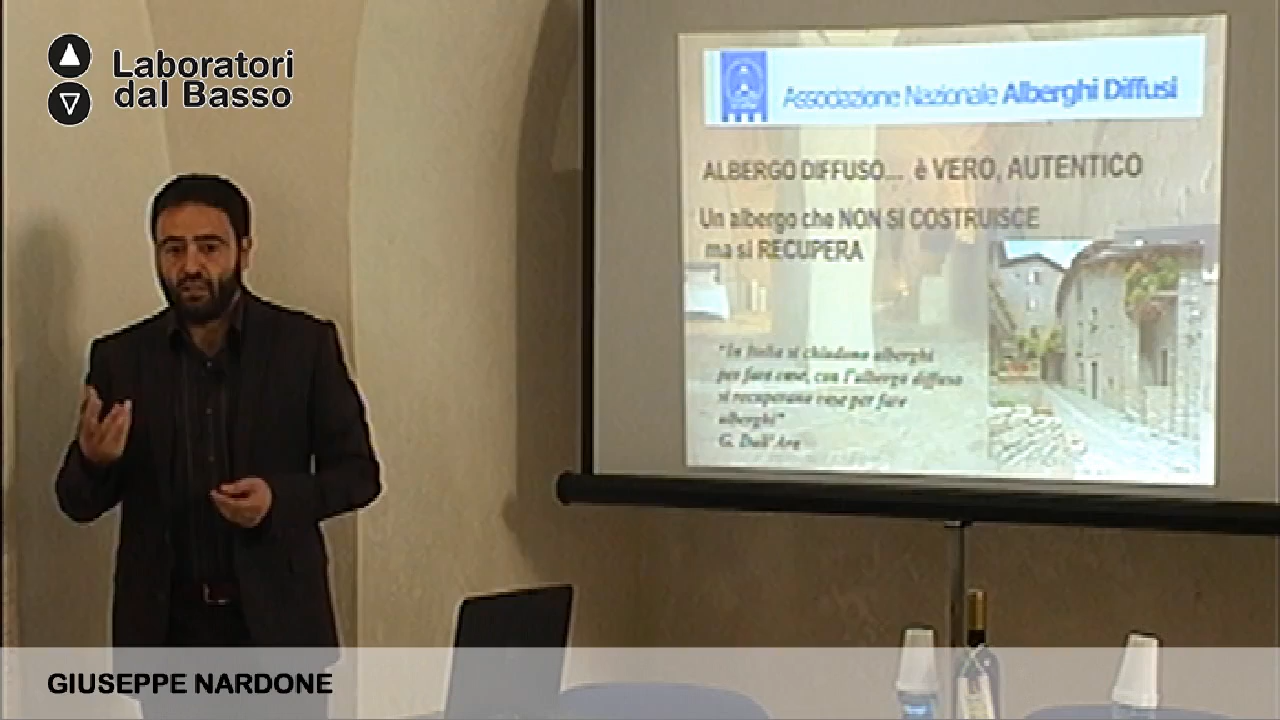 Laboratori
dal Basso
Associazione Nazionale Alberghi Diffusi
ALBERGO DIFFUSO... è VERO, AUTENTICO
Un albergo che NON SI COSTRUISCE
ma si RECUPERA
"In Italia si chiudono alberghi
per fare case, con l'albergo diffuso
si recuperano case per fare
alberghi"
G. Dall'Ara
GIUSEPPE NARDONE